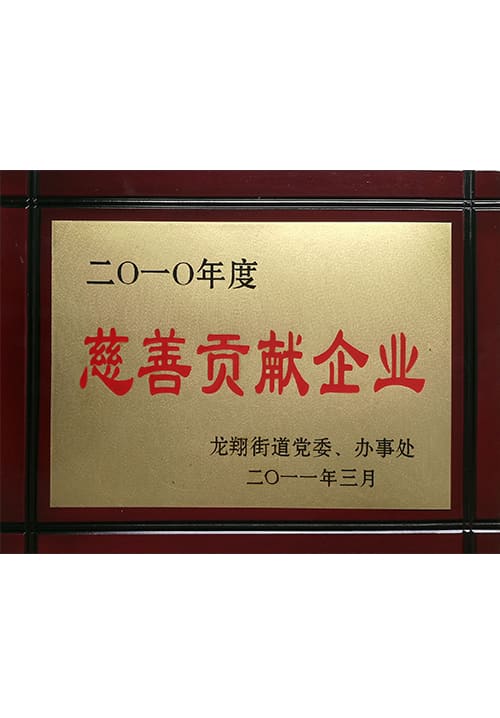 二〇一〇年度
慈善贡献企业
龙翔街道党委、办事处
二〇一一年三月